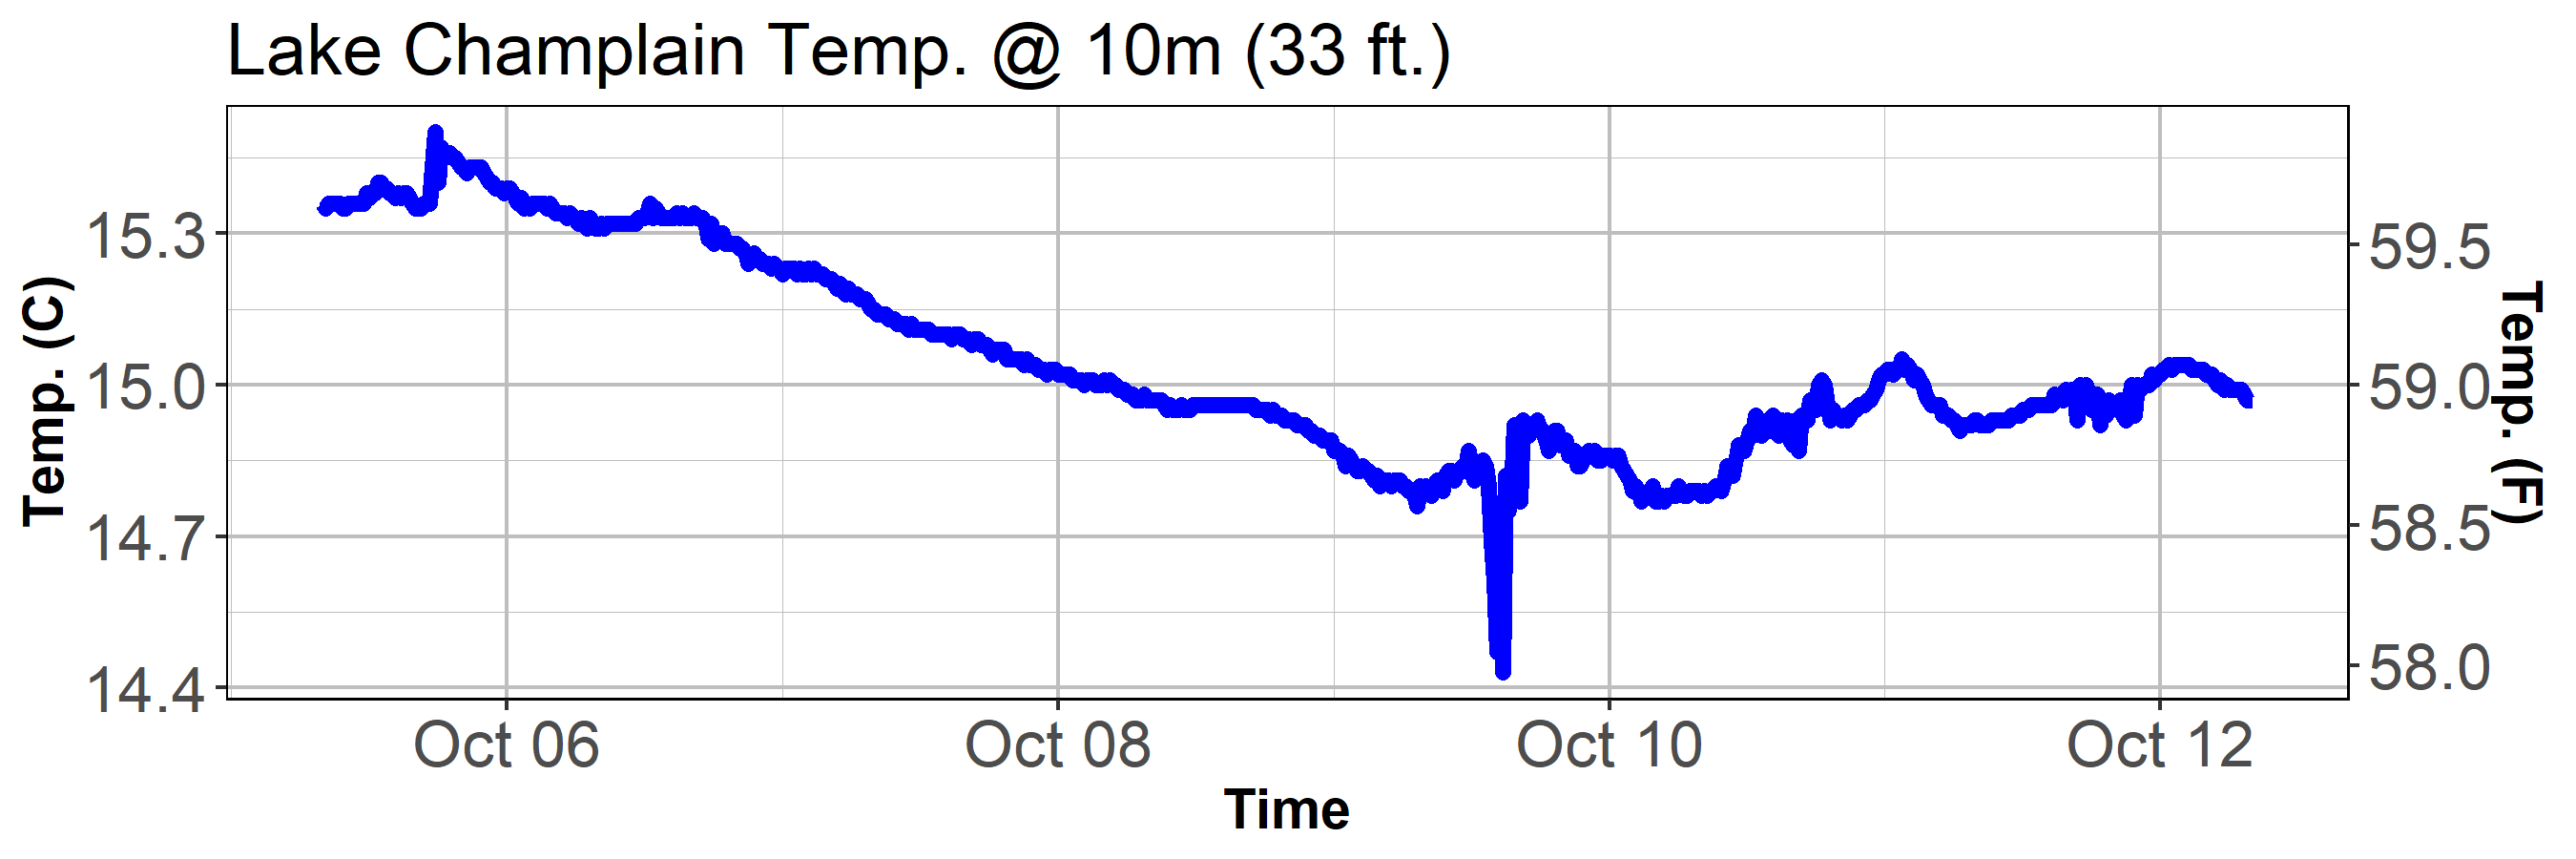 Lake Champlain Temp. @ 10m (33 ft.)
Temp. (C)
15.3
15.0
14.7
14.4
59.5
59.0
58.5
58.0
Temp. (F)
Oct 06
Oct 08
Oct 10
Oct 12
Time